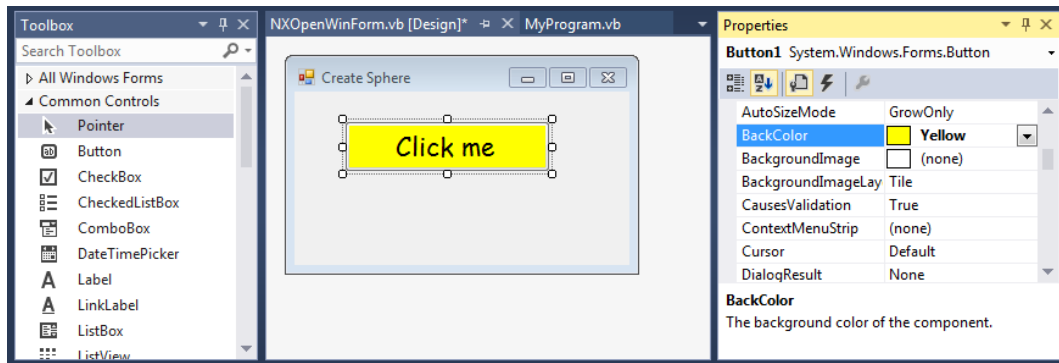 Toolbox
Search Toolbox
All Windows Forms
Common Controls
Pointer
Button
CheckBox
CheckedListBox
ComboBox
DateTimePicker
Label
LinkLabel
ListBox
ListView
NXOpenWinForm.vb [Design]* MyProgram.vb
Create Sphere
Click me
Properties
Button1 System.Windows.Forms.Button
AutoSizeMode GrowOnly
BackColor Yellow
BackgroundImage (none)
BackgroundImageLay Tile
CausesValidation True
ContextMenuStrip (none)
Cursor Default
DialogResult None
BackColor
The background color of the component.